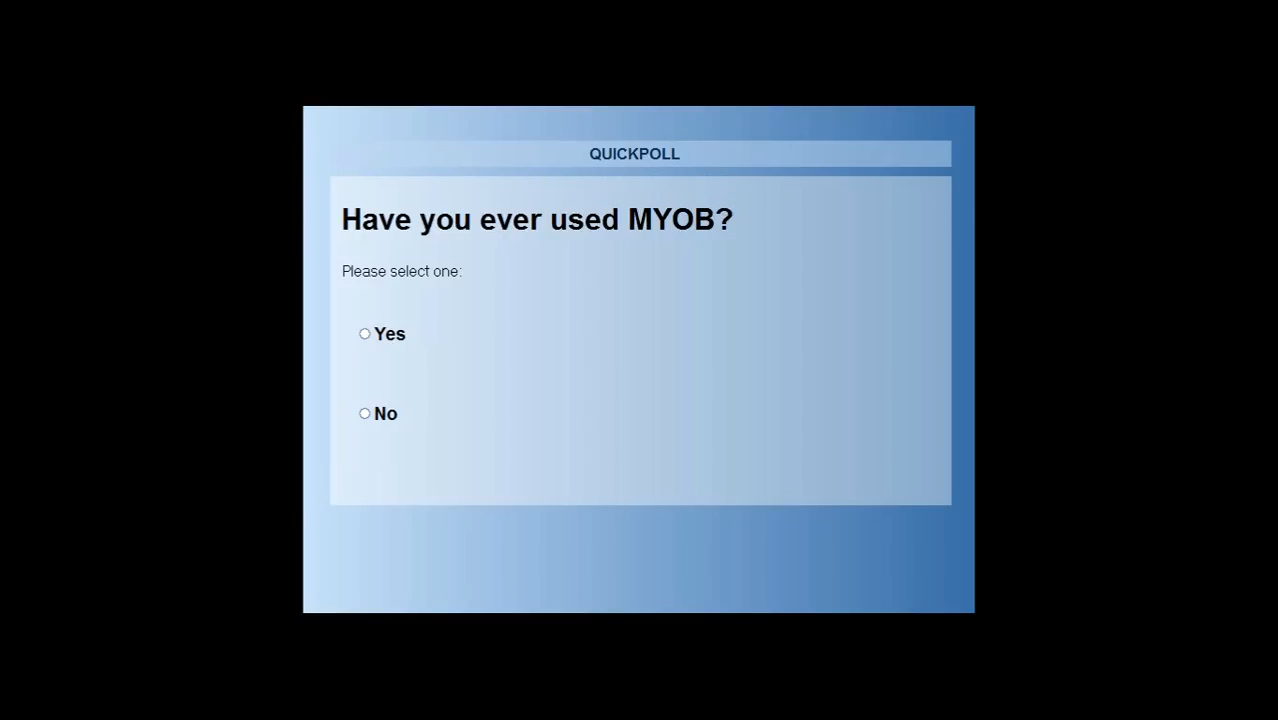 QUICKPOLL
Have you ever used MYOB?
Please select one:
Yes
No